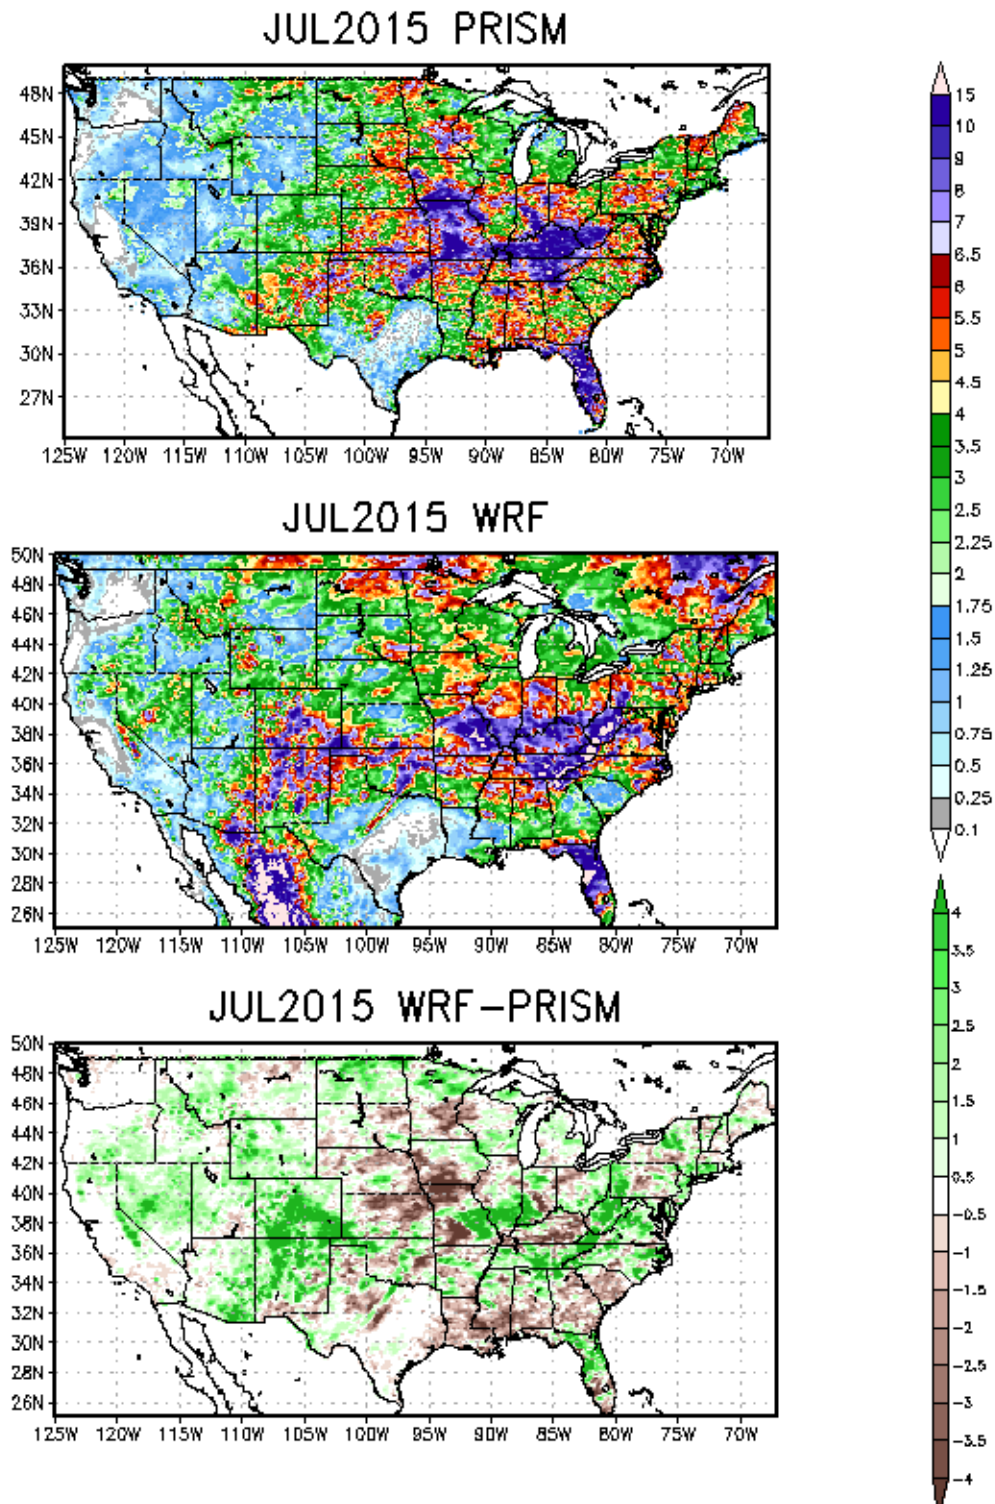 JUL2015 PRISM
48N
45N
42N
39N
36N
33N
30N
27N
125W 120W 115W 110W 105W 100W 95W 90W 85W 80W 75W 70W
JUL2015 WRF
50N
48N
46N
44N
42N
40N
38N
36N
34N
32N
30N
28N
26N
125W 120W 115W 110W 105W 100W 95W 90W 85W 80W 75W 70W
JUL2015 WRF-PRISM
50N
48N
46N
44N
42N
40N
38N
36N
34N
32N
30N
28N
26N
125W 120W 115W 110W 105W 100W 95W 90W 85W 80W 75W 70W
15
10
9
8
7
6.5
6
5.5
5
4.5
4
3.5
3
2.5
2.25
2
1.75
1.5
1.25
1
0.75
0.5
0.25
0.1
4
3.5
3
2.5
2
1.5
1
0.5
-0.5
-1
-1.5
-2
-2.5
-3
-3.5
-4